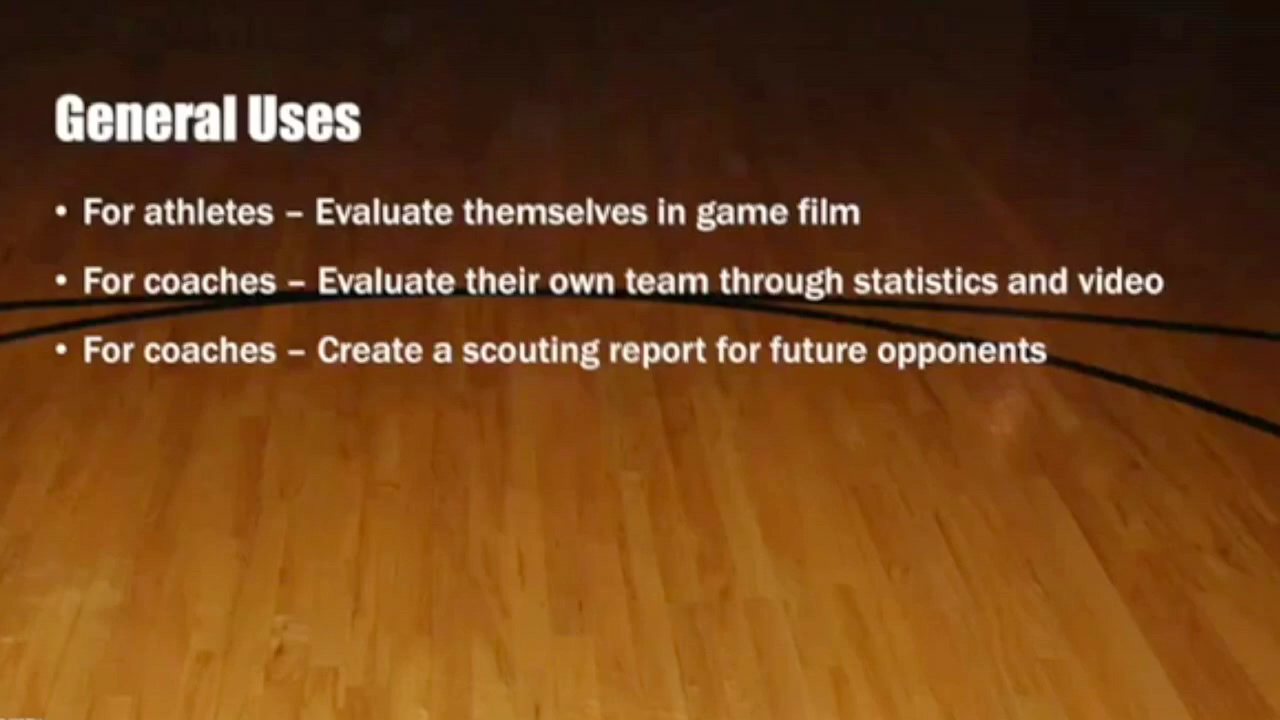 General Uses
• For athletes – Evaluate themselves in game film
• For coaches – Evaluate their own team through statistics and video
• For coaches – Create a scouting report for future opponents